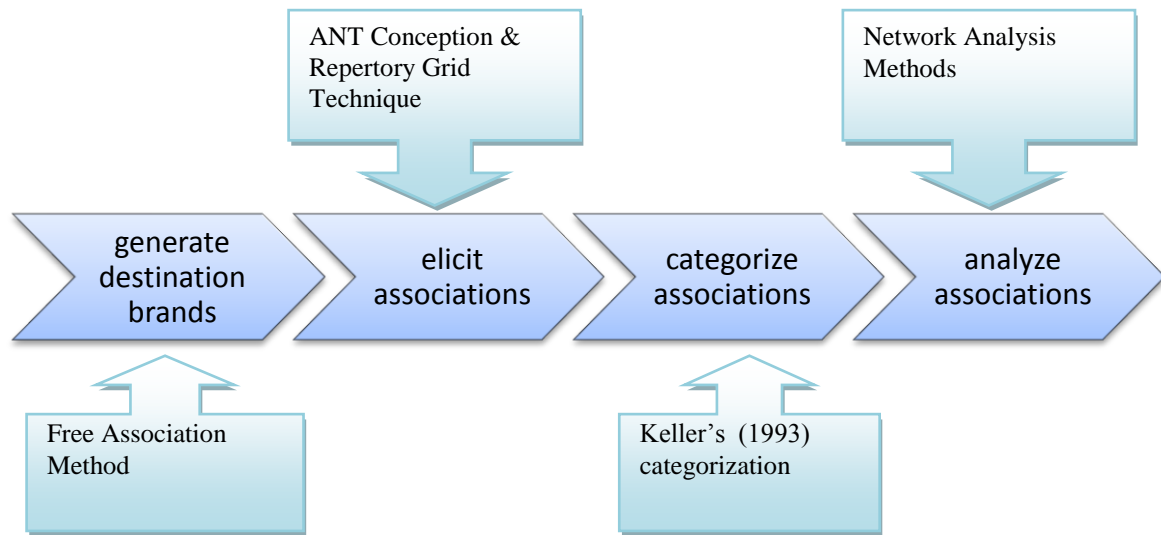 ANT Conception &
Repertory Grid
Technique
Network Analysis
Methods
generate
destination
brands
elicit
associations
categorize
associations
analyze
associations
Free Association
Method
Keller's (1993)
categorization